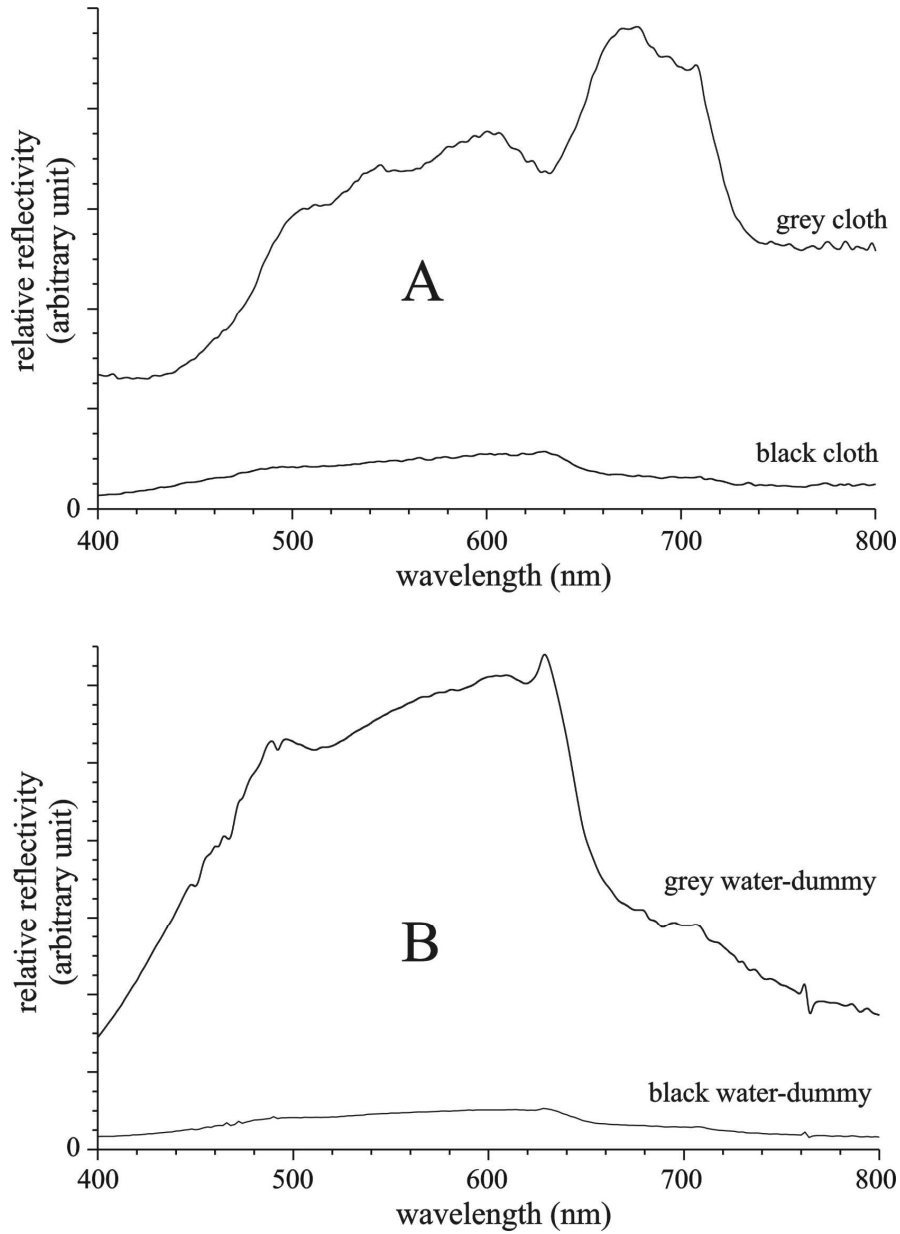 relative reflectivity
(arbitrary unit)
grey cloth
A
black cloth
0
400 500 600 700 800
wavelength (nm)
relative reflectivity
(arbitrary unit)
grey water-dummy
B
black water-dummy
0
400 500 600 700 800
wavelength (nm)